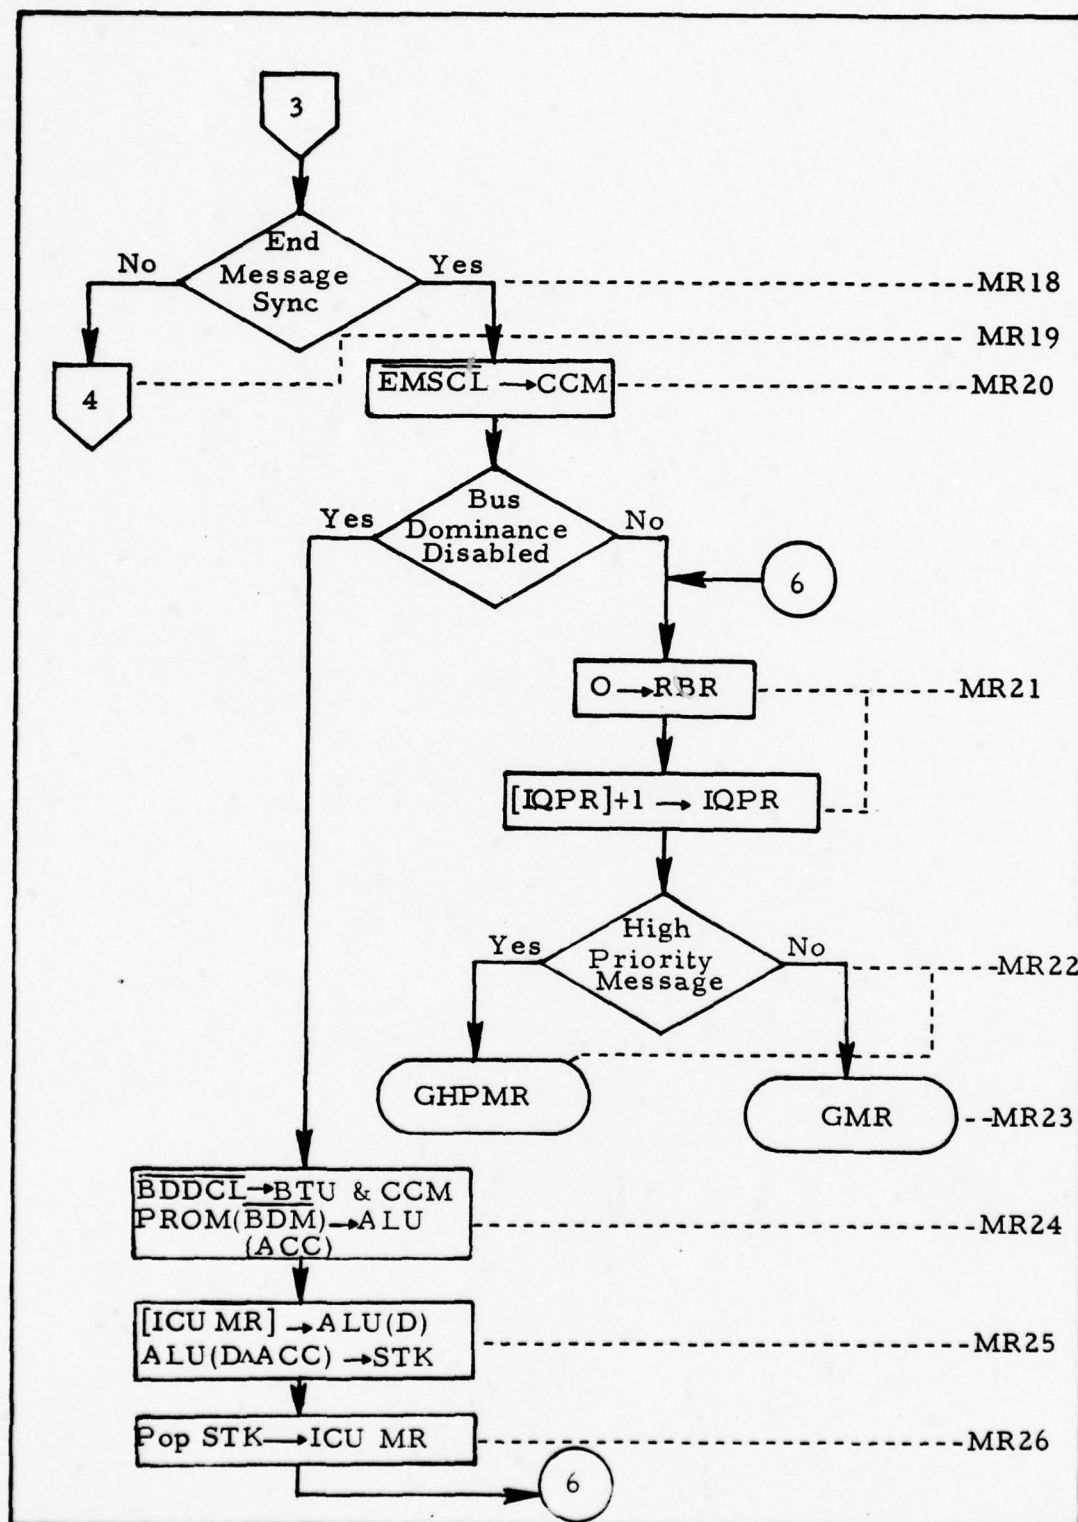 3
End
Message
Sync
No
Yes
MR18
MR19
4
EMSCL → CCM
MR20
Bus
Dominance
Disabled
Yes
No
6
O → RBR
MR21
[IQPR]+1 → IQPR
High
Priority
Message
Yes
No
MR22
GHPMR
GMR
MR23
BDDCL → BTU & CCM
PROM(BDM) → ALU
(ACC)
MR24
[ICU MR] → ALU(D)
ALU(D∧ACC) → STK
MR25
Pop STK → ICU MR
MR26
6